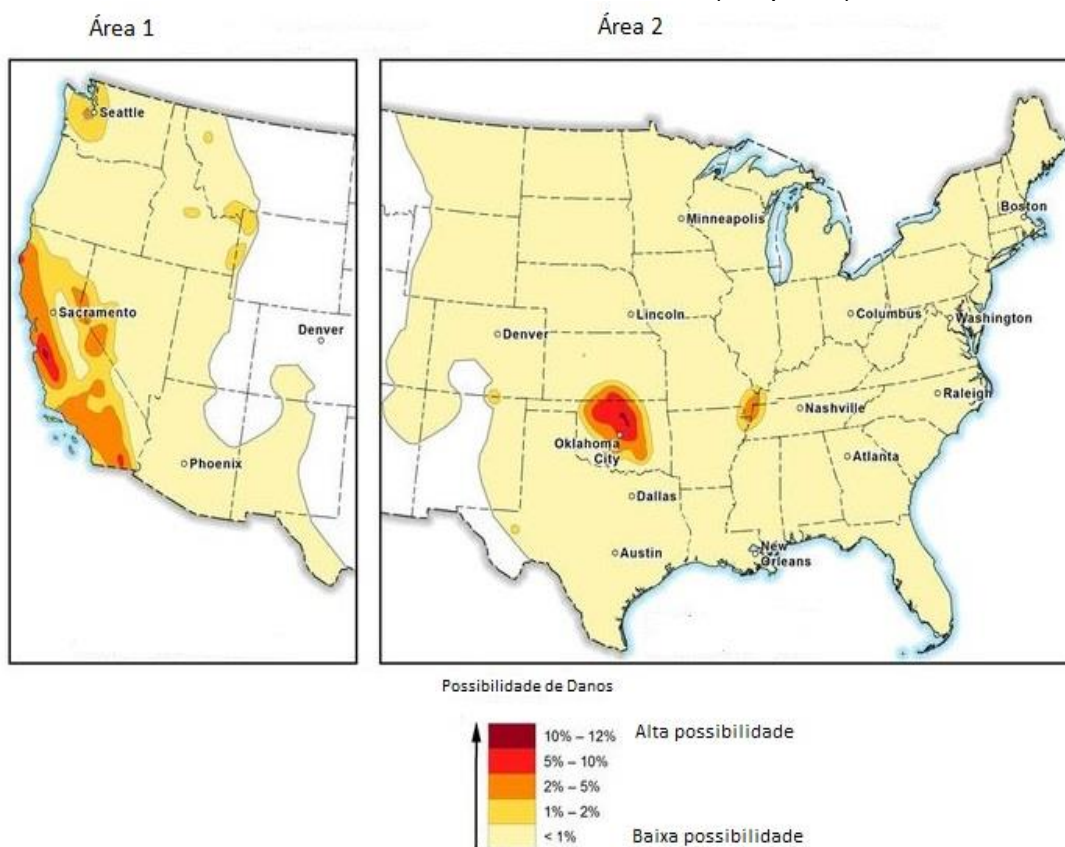 Área 1
Área 2
Seattle
Sacramento
Denver
Phoenix
Minneapolis
Boston
Lincoln
Columbus
Washington
Denver
Nashville
Raleigh
Oklahoma
City
Atlanta
Dallas
Austin
New
Orleans
Possibilidade de Danos
10% – 12%
Alta possibilidade
5% – 10%
2% – 5%
1% – 2%
< 1%
Baixa possibilidade